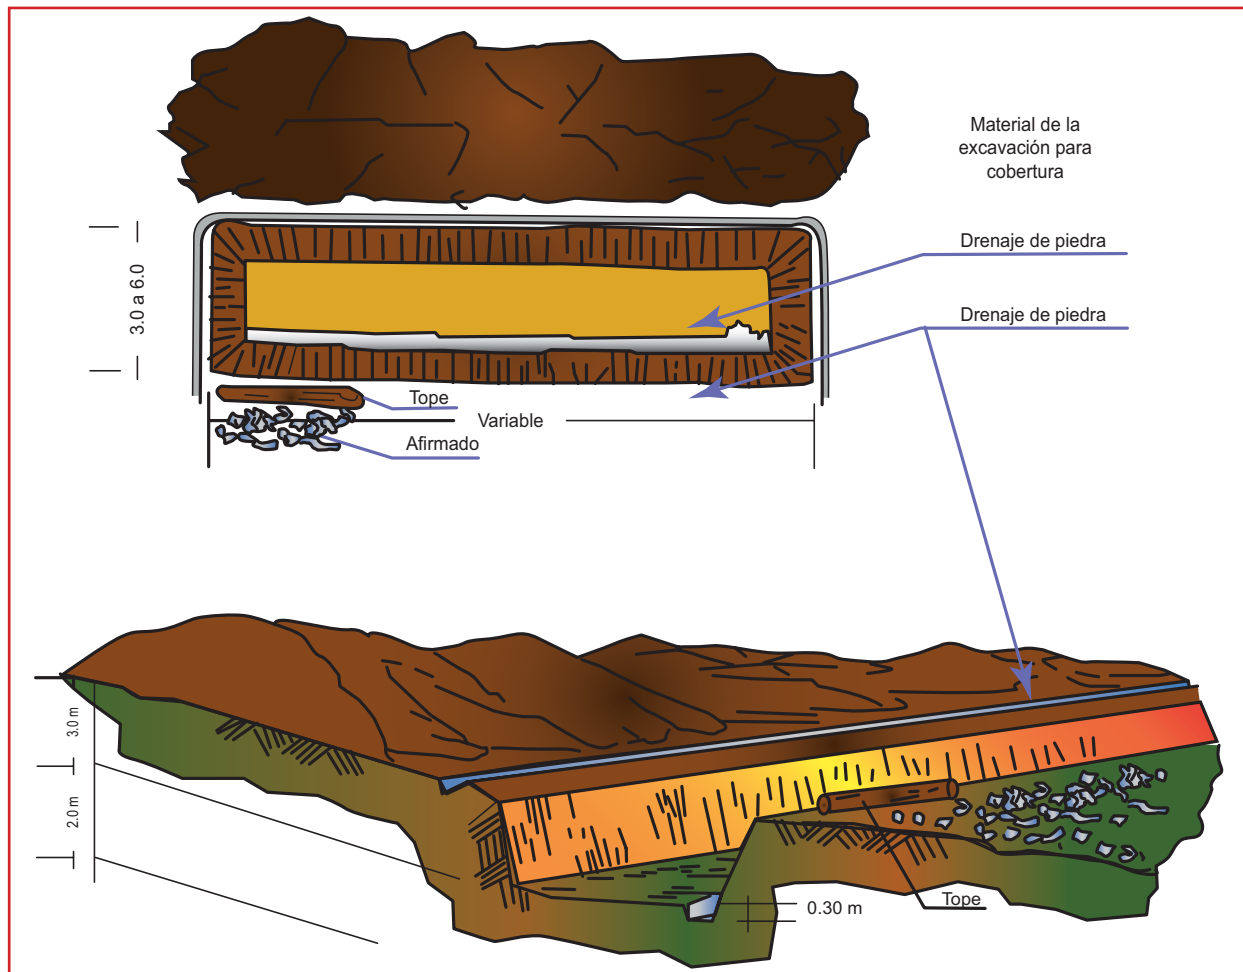 Material de la
excavación para
cobertura
Drenaje de piedra
Drenaje de piedra
3.0 a 6.0
Tope
Variable
Afirmado
3.0 m
2.0 m
0.30 m
Tope